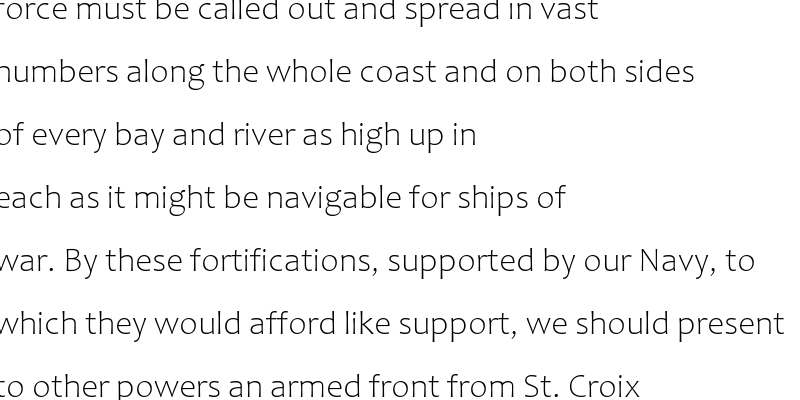 force must be called out and spread in vast
numbers along the whole coast and on both sides
of every bay and river as high up in
each as it might be navigable for ships of
war. By these fortifications, supported by our Navy, to
which they would afford like support, we should present
to other powers an armed front from St. Croix